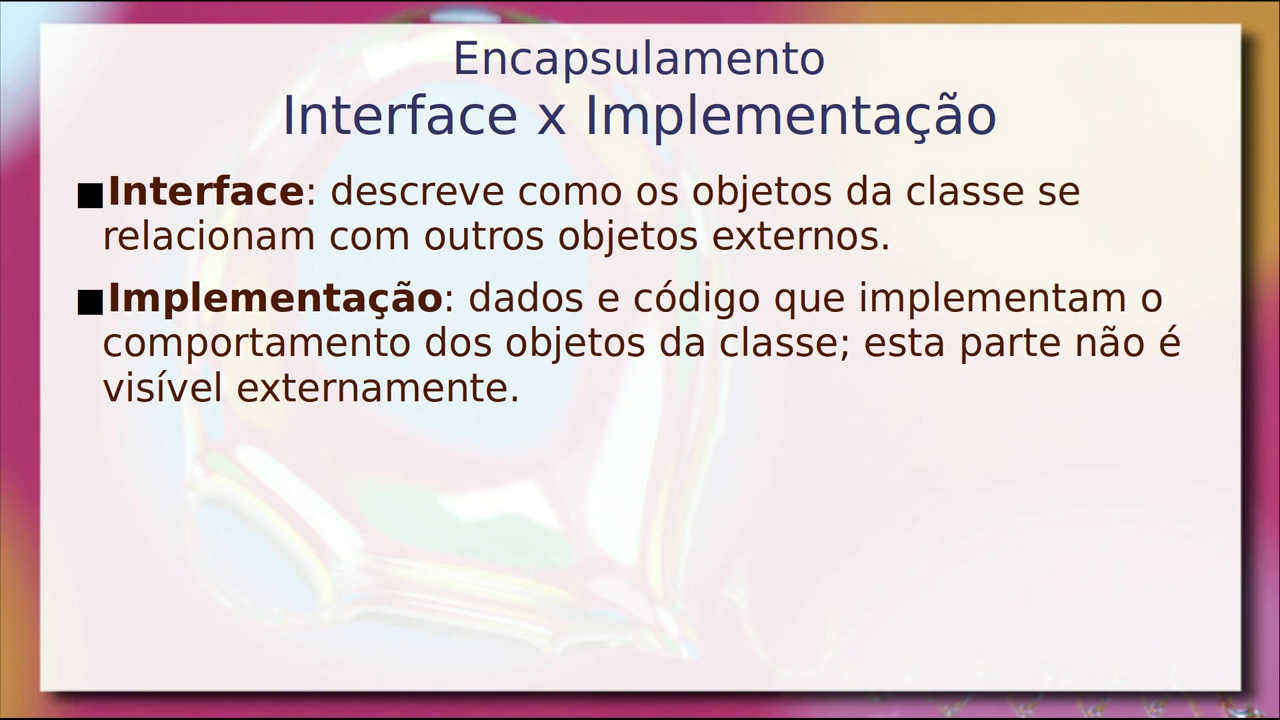 Encapsulamento
Interface x Implementação
■Interface: descreve como os objetos da classe se
relacionam com outros objetos externos.
■Implementação: dados e código que implementam o
comportamento dos objetos da classe; esta parte não é
visível externamente.